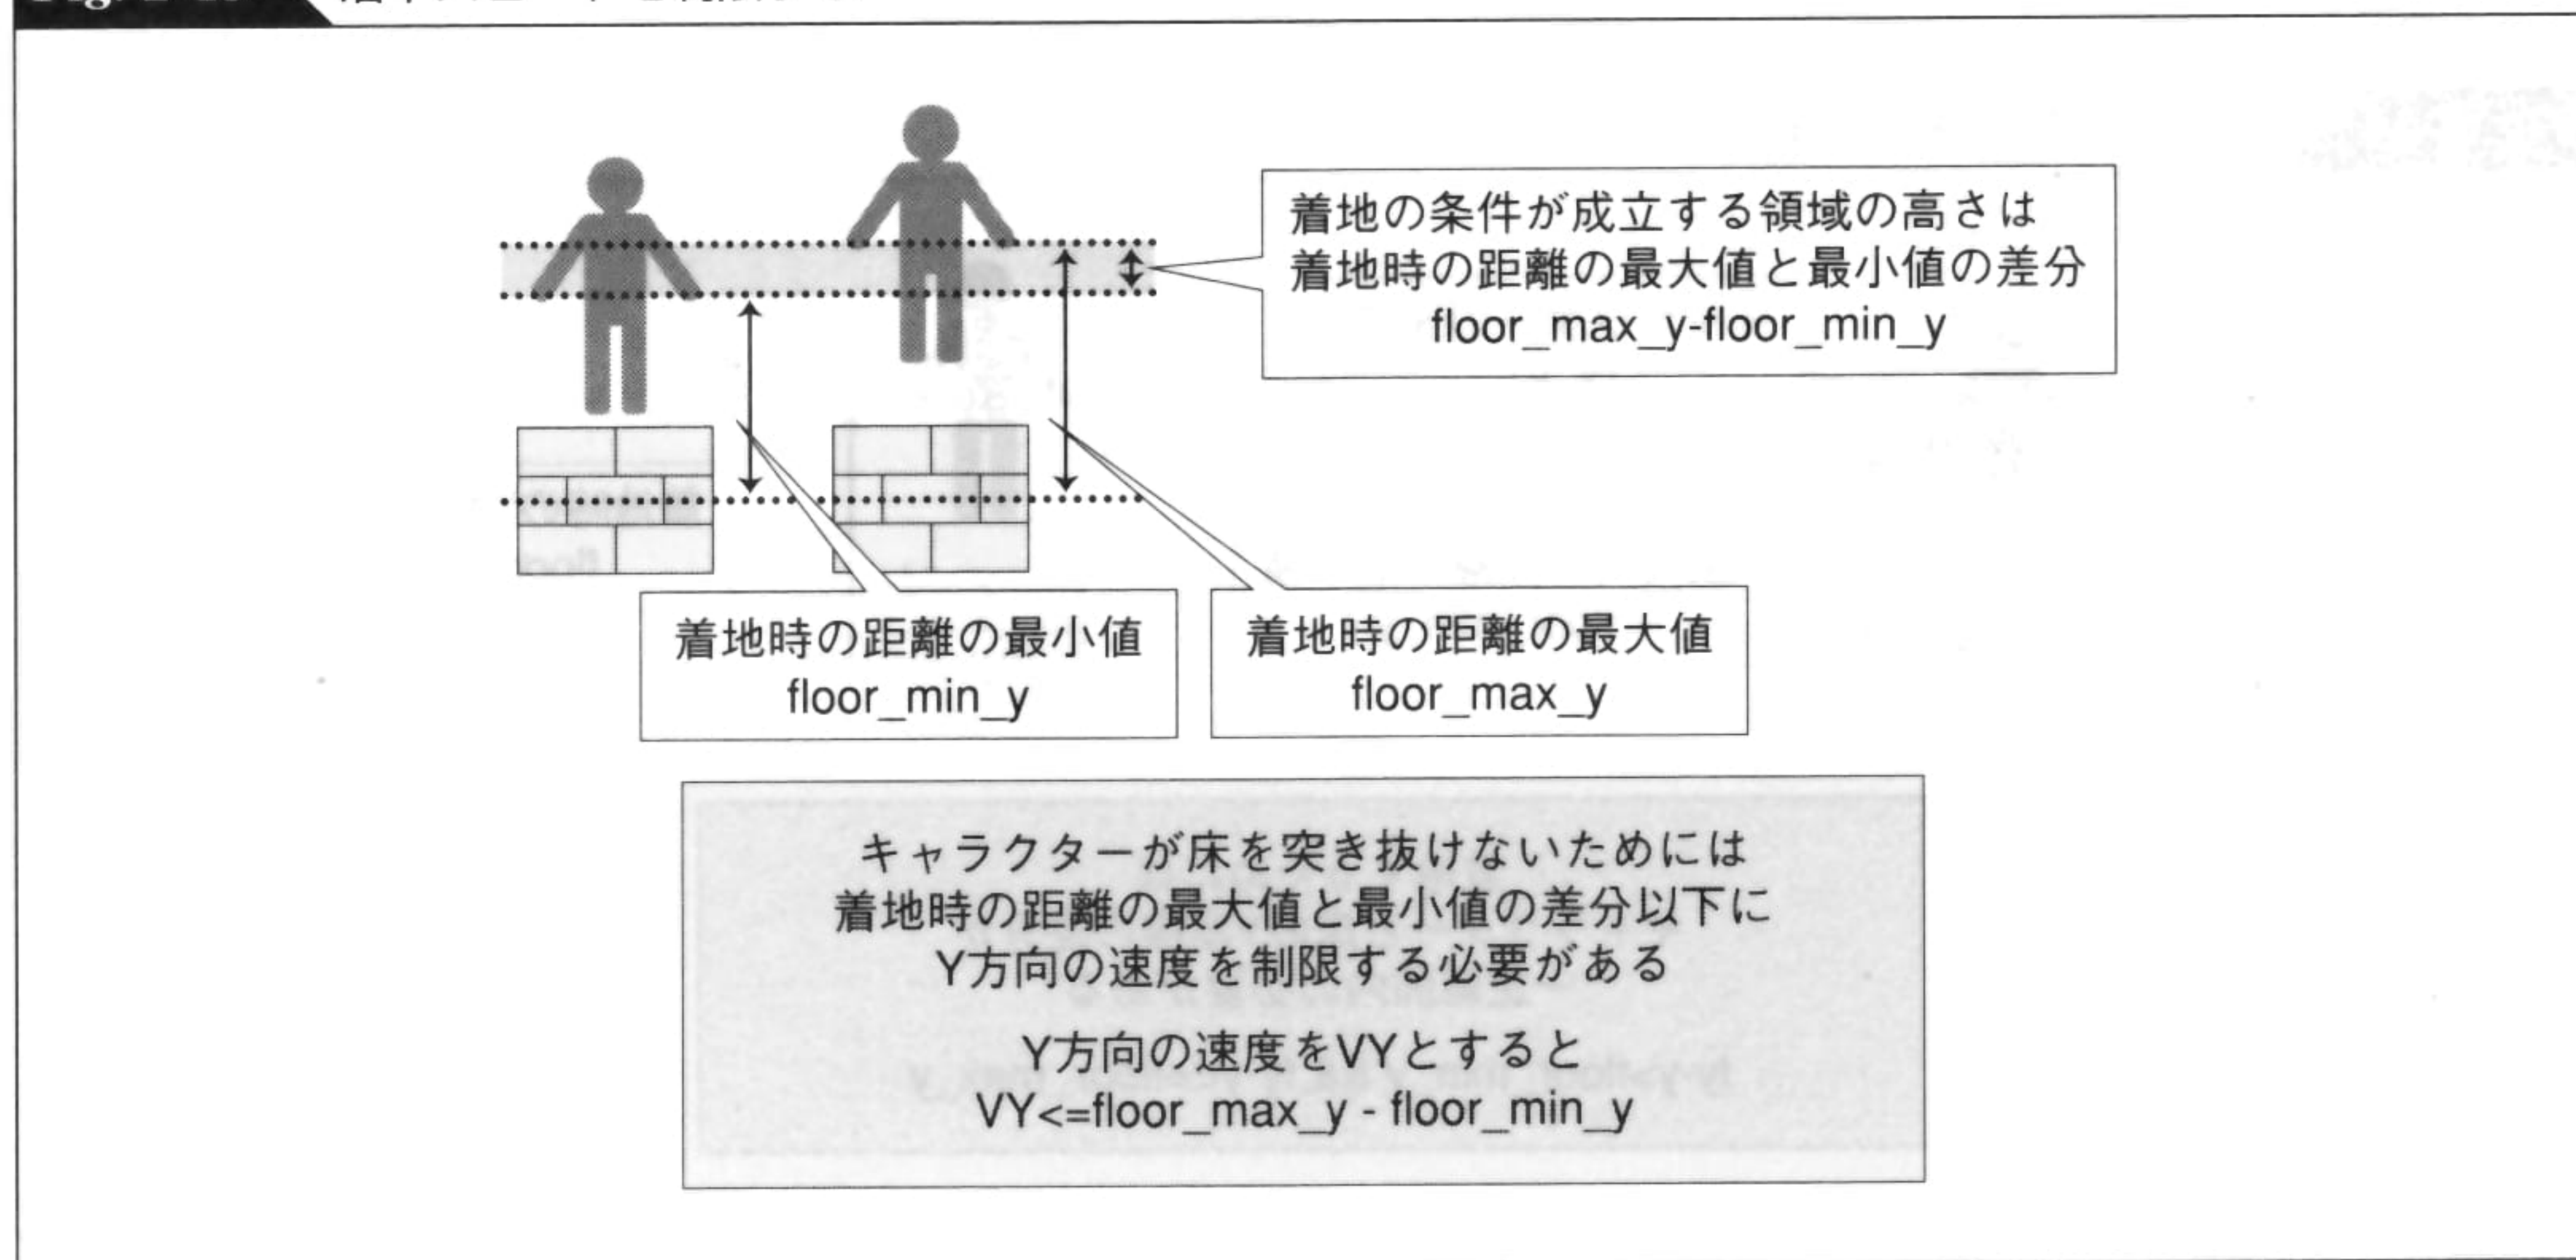 着地の条件が成立する領域の高さは
着地時の距離の最大値と最小値の差分
floor_max_y-floor_min_y
着地時の距離の最小値
floor_min_y
着地時の距離の最大値
floor_max_y
キャラクターが床を突き抜けないためには
着地時の距離の最大値と最小値の差分以下に
Y方向の速度を制限する必要がある
Y方向の速度をVYとすると
VY<=floor_max_y - floor_min_y